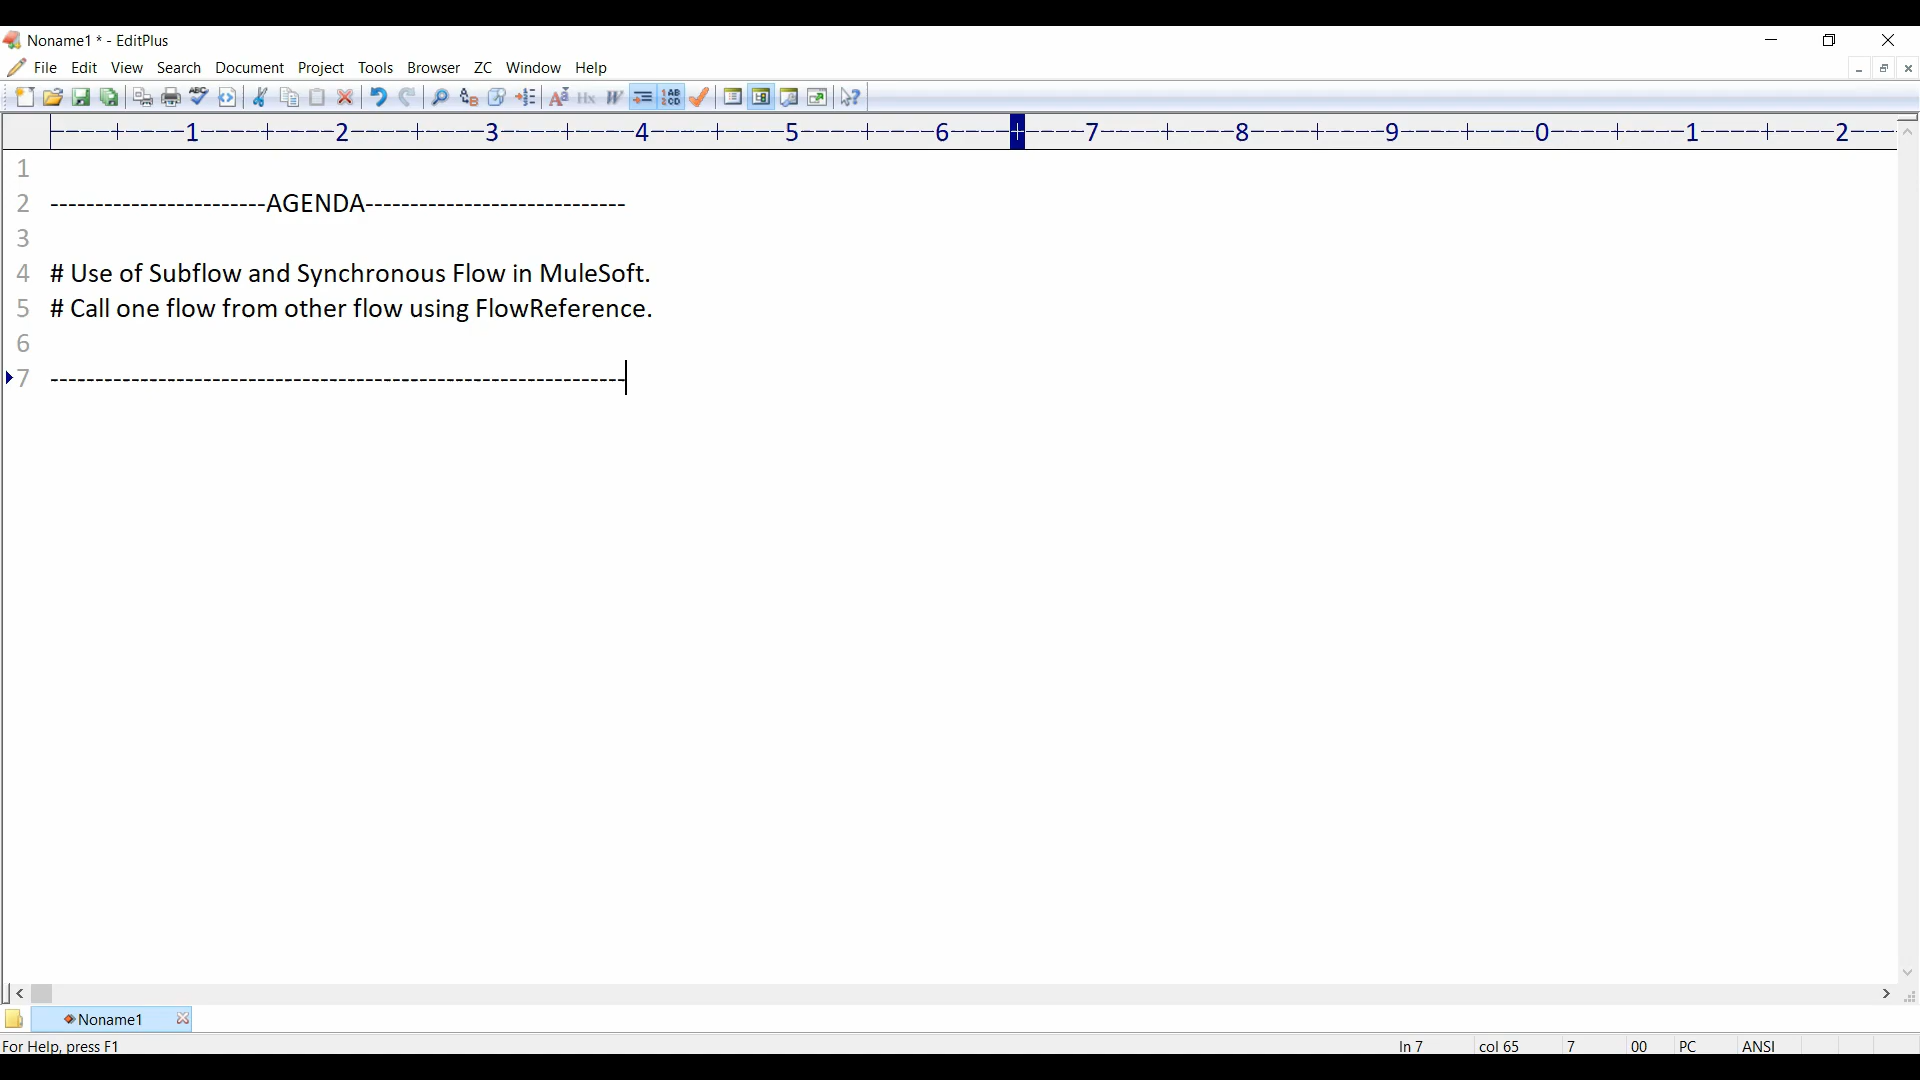 Noname1 * - EditPlus
File Edit View Search Document Project Tools Browser ZC Window Help
----+----1----+----2----+----3----+----4----+----5----+----6----+----7----+----8----+----9----+----0----+----1----+----2---
1
2 ------------------------AGENDA-----------------------------
3
4 # Use of Subflow and Synchronous Flow in MuleSoft.
5 # Call one flow from other flow using FlowReference.
6
7 ----------------------------------------------------------------
Noname1
For Help, press F1 ln 7 col 65 7 00 PC ANSI